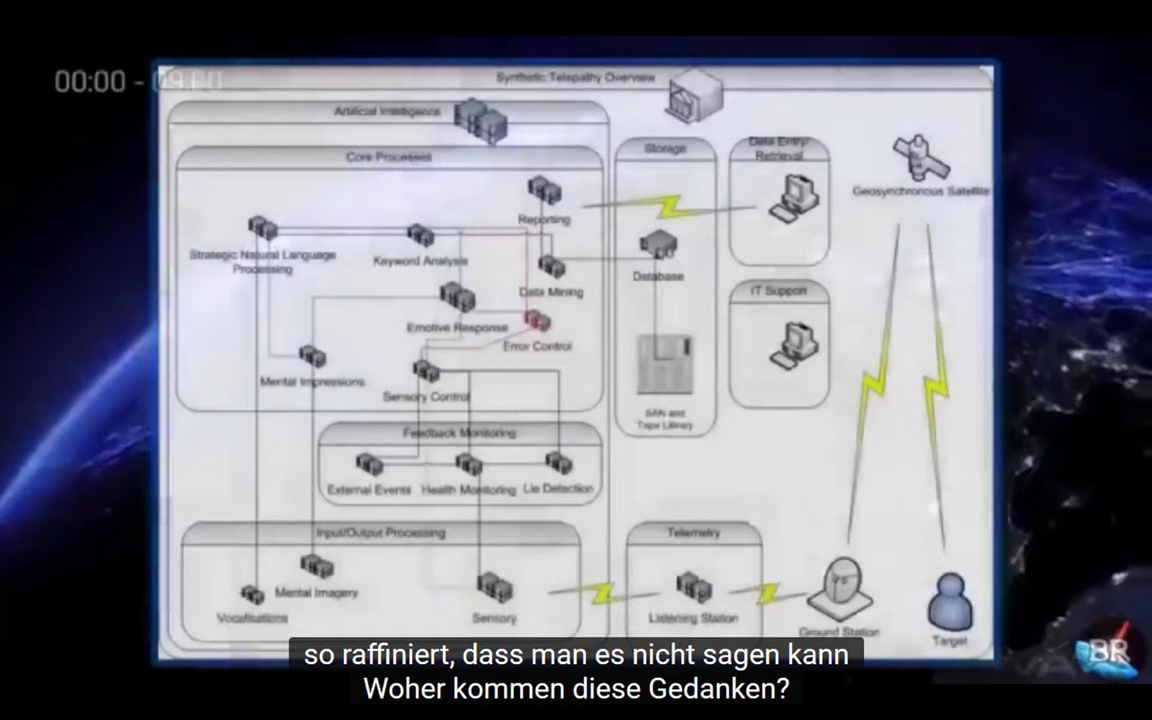 00:00 -
Synthetic Telepathy Overview
Artificial Intelligence
Core Processes
Reporting
Strategic Natural Language
Processing
Keyword Analysis
Data Mining
Emotive Response
Error Control
Mental Impressions
Sensory Control
Feedback Monitoring
External Events
Health Monitoring
Lie Detection
Input/Output Processing
Mental Imagery
Vocalisations
Sensory
Storage
Database
SAN and
Tape Library
Data Entry/
Retrieval
IT Support
Geosynchronous Satellite
Telemetry
Listening Station
Ground Station
Target
BR
so raffiniert, dass man es nicht sagen kann
Woher kommen diese Gedanken?